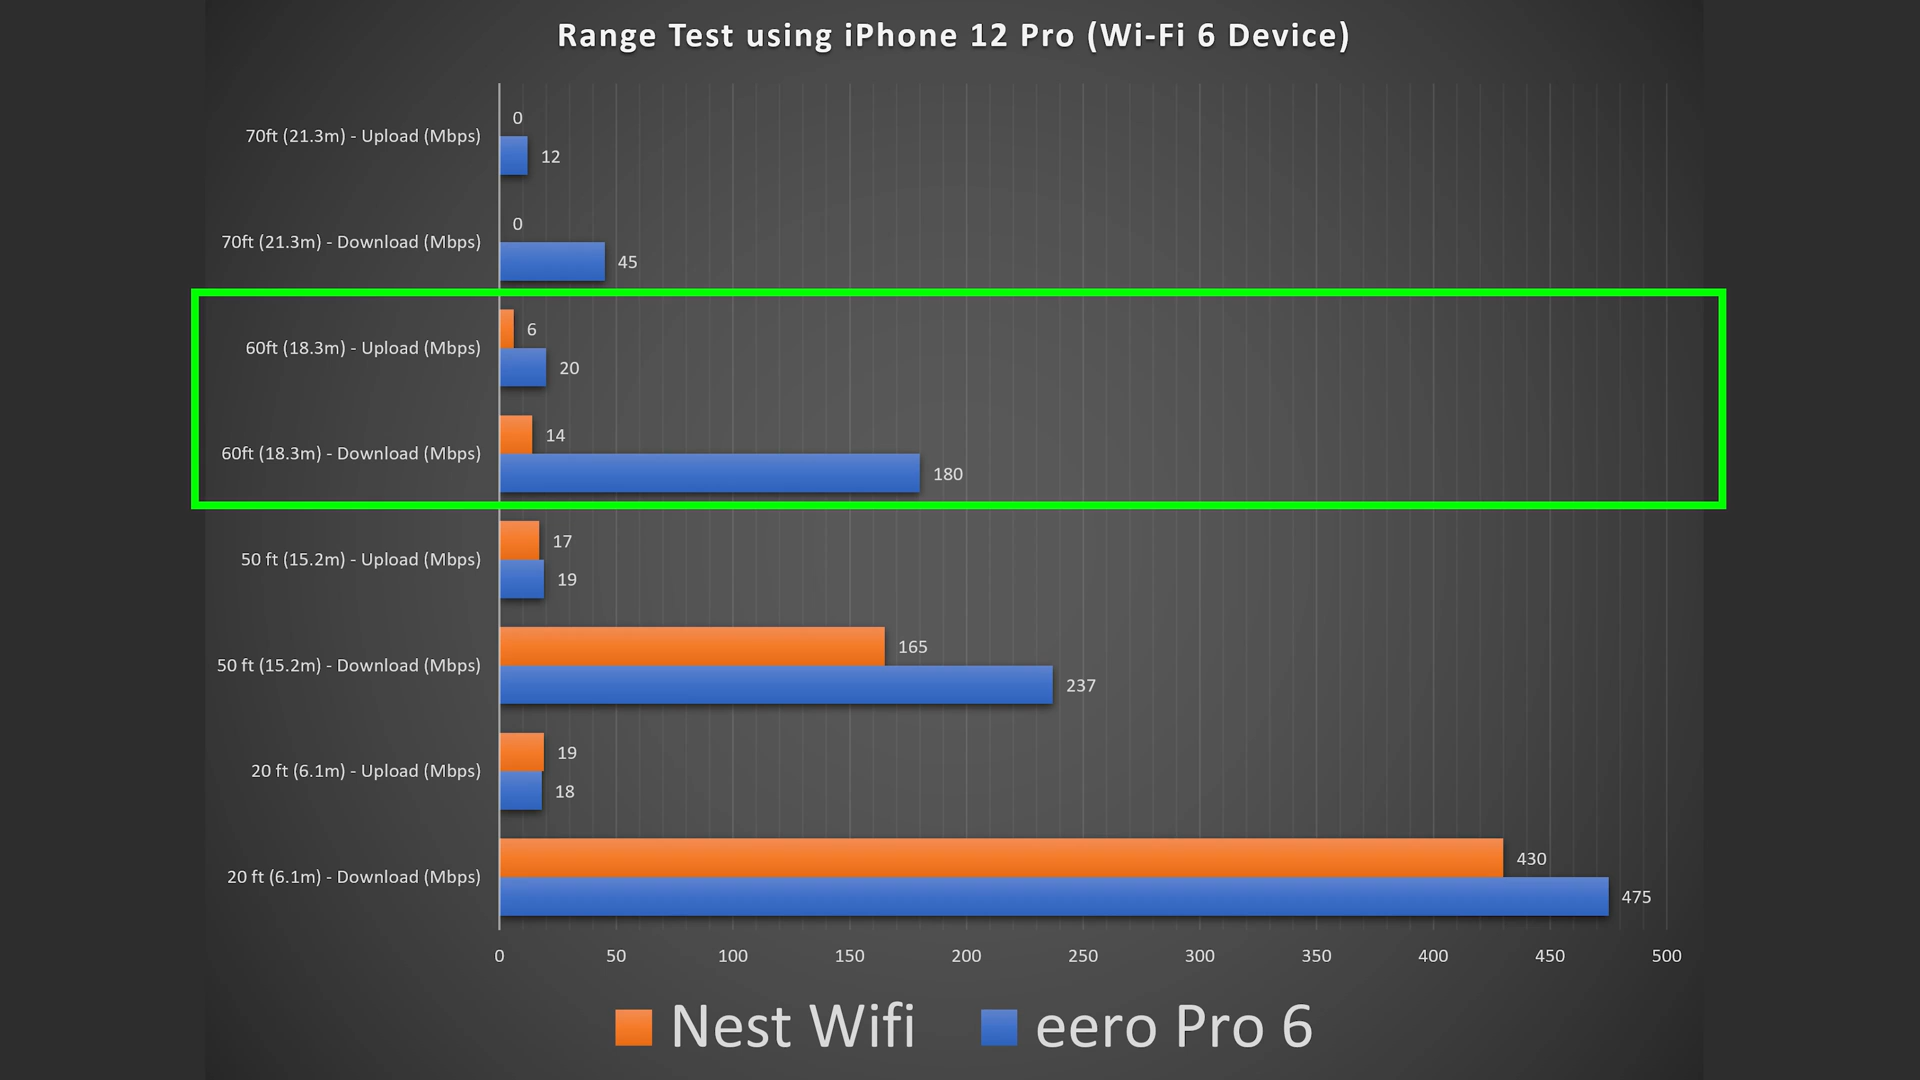 Range Test using iPhone 12 Pro (Wi-Fi 6 Device)
0
70ft (21.3m) - Upload (Mbps)
12
0
70ft (21.3m) - Download (Mbps)
45
6
60ft (18.3m) - Upload (Mbps)
20
14
60ft (18.3m) - Download (Mbps)
180
17
50 ft (15.2m) - Upload (Mbps)
19
165
50 ft (15.2m) - Download (Mbps)
237
19
20 ft (6.1m) - Upload (Mbps)
18
430
20 ft (6.1m) - Download (Mbps)
475
0 50 100 150 200 250 300 350 400 450 500
Nest Wifi eero Pro 6